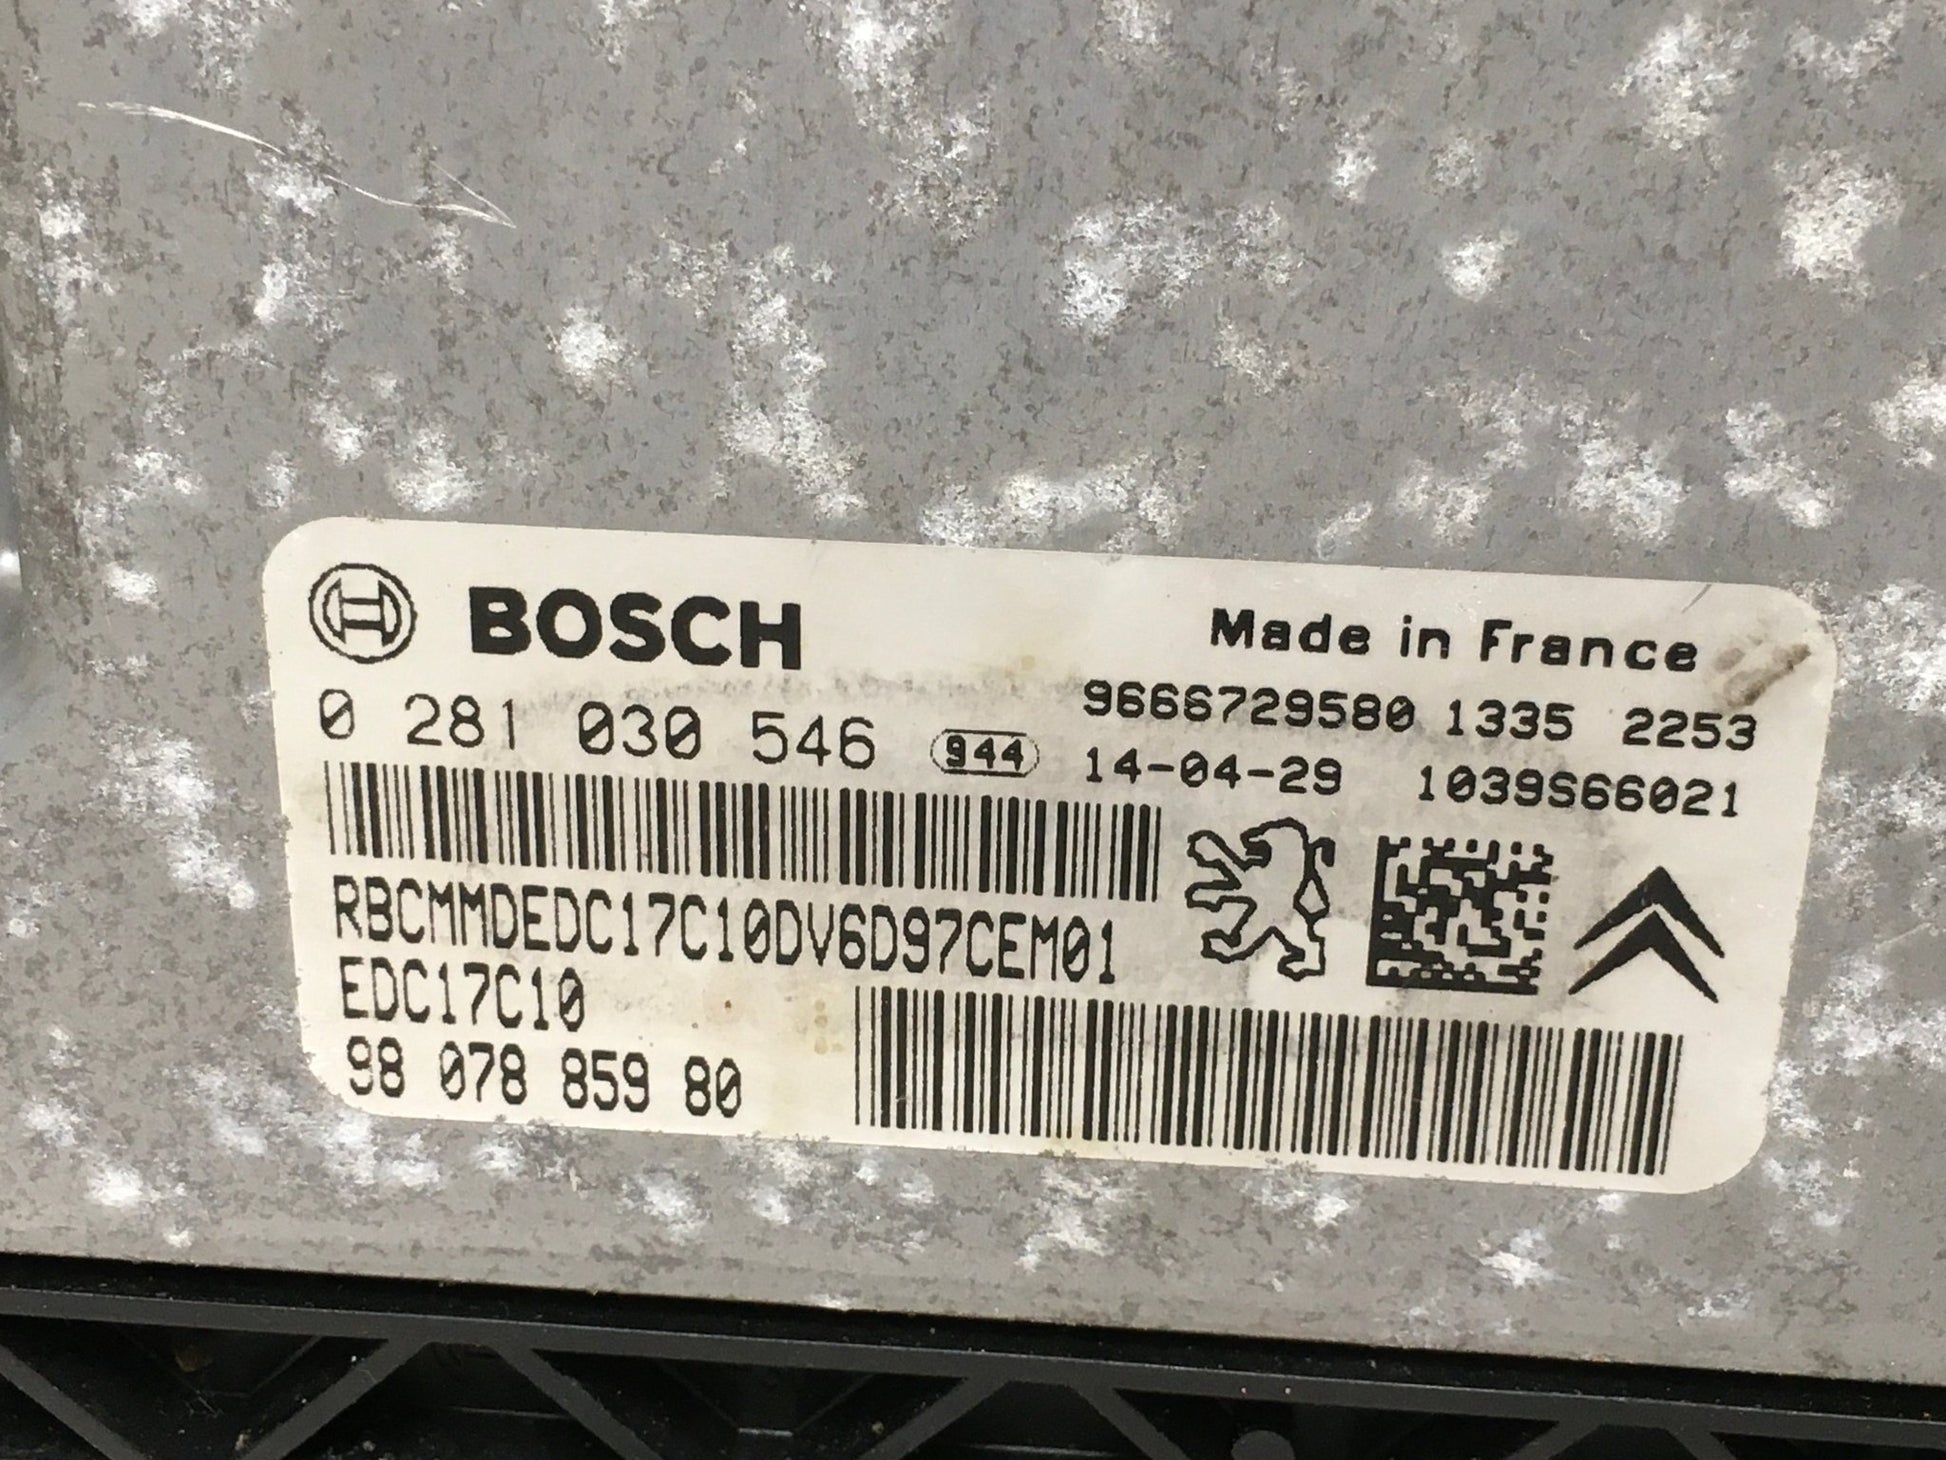 BOSCH
Made in France
0 281 030 546 944
9666729580 1335 2253
14-04-29 1039S66021
RBCMMDEDC17C10DV6D97CEM01
EDC17C10
98 078 859 80